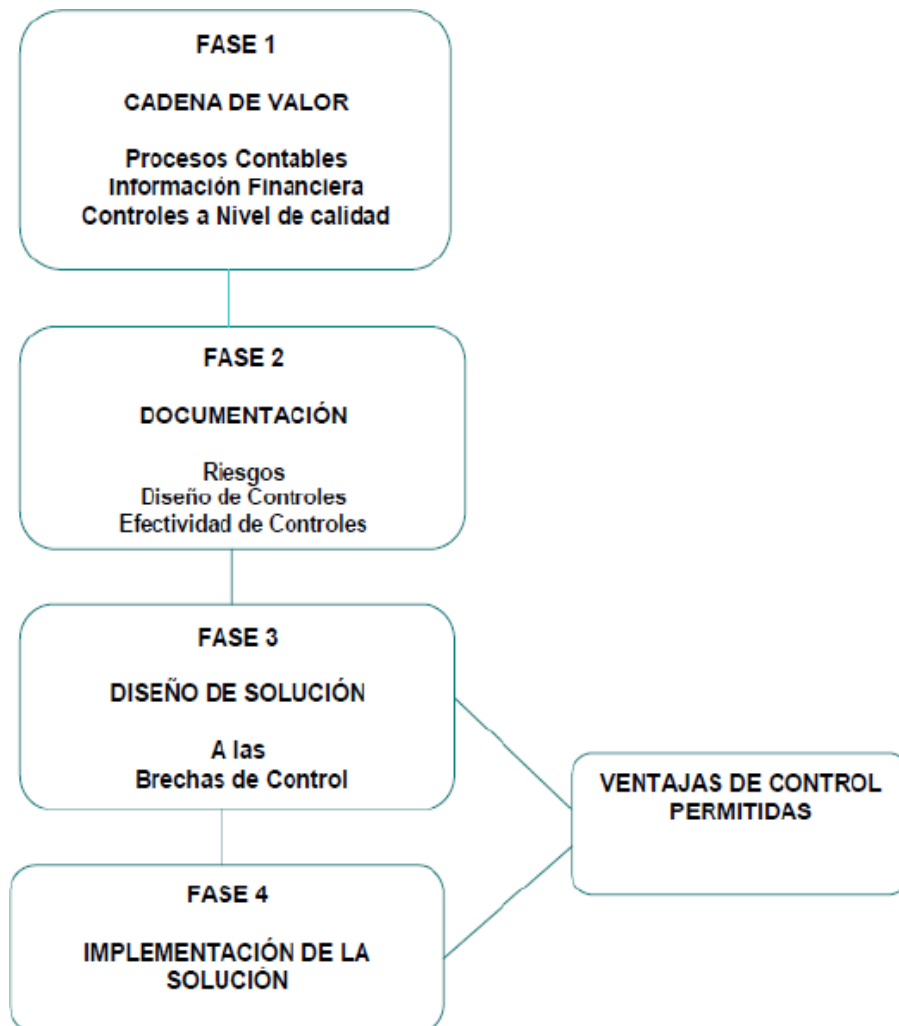 FASE 1
CADENA DE VALOR
Procesos Contables
Información Financiera
Controles a Nivel de calidad
FASE 2
DOCUMENTACIÓN
Riesgos
Diseño de Controles
Efectividad de Controles
FASE 3
DISEÑO DE SOLUCIÓN
A las
Brechas de Control
VENTAJAS DE CONTROL
PERMITIDAS
FASE 4
IMPLEMENTACIÓN DE LA
SOLUCIÓN